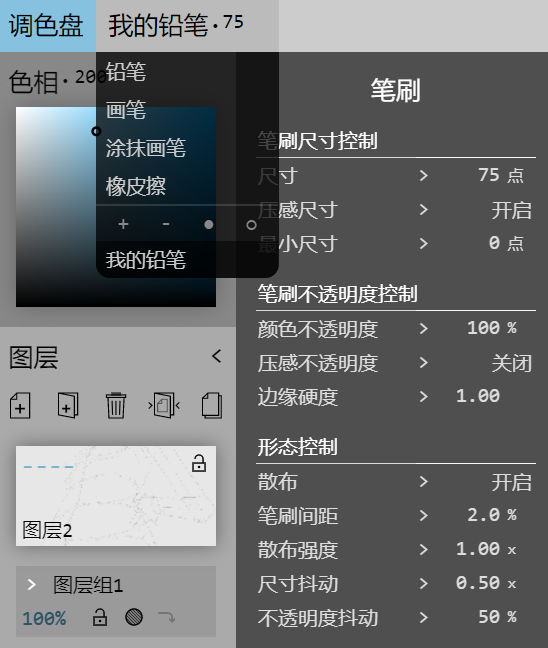 调色盘 我的铅笔·75
色相·200
铅笔
画笔
涂抹画笔
橡皮擦
+ - ● ○
我的铅笔
图层
图层2
图层组1
100%
笔刷
笔刷尺寸控制
尺寸 > 75 点
压感尺寸 > 开启
最小尺寸 > 0 点
笔刷不透明度控制
颜色不透明度 > 100 %
压感不透明度 > 关闭
边缘硬度 > 1.00
形态控制
散布 > 开启
笔刷间距 > 2.0 %
散布强度 > 1.00 x
尺寸抖动 > 0.50 x
不透明度抖动 > 50 %